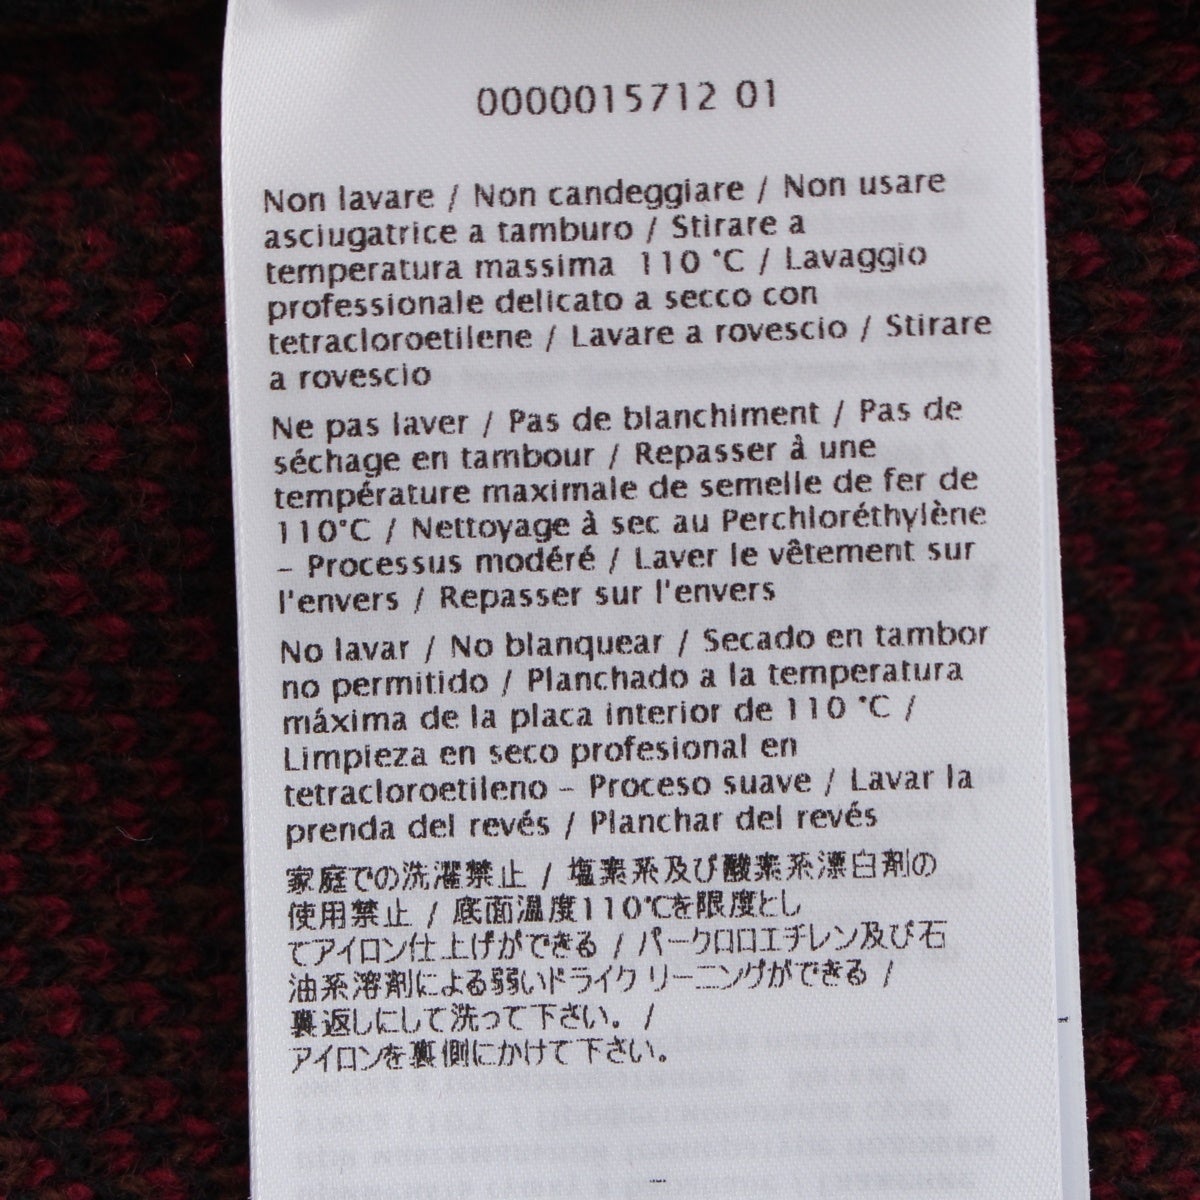 0000015712 01
Non lavare / Non candeggiare / Non usare
asciugatrice a tamburo / Stirare a
temperatura massima 110 °C / Lavaggio
professionale delicato a secco con
tetracloroetilene / Lavare a rovescio / Stirare
a rovescio
Ne pas laver / Pas de blanchiment / Pas de
séchage en tambour / Repasser à une
température maximale de semelle de fer de
110°C / Nettoyage à sec au Perchloréthylène
– Processus modéré / Laver le vêtement sur
l'envers / Repasser sur l'envers
No lavar / No blanquear / Secado en tambor
no permitido / Planchado a la temperatura
máxima de la placa interior de 110 °C /
Limpieza en seco profesional en
tetracloroetileno – Proceso suave / Lavar la
prenda del revés / Planchar del revés
家庭での洗濯禁止 / 塩素系及び酸素系漂白剤の
使用禁止 / 底面温度110℃を限度とし
てアイロン仕上げができる / パークロロエチレン及び石
油系溶剤による弱いドライクリーニングができる /
裏返しにして洗って下さい。 /
アイロンを裏側にかけて下さい。